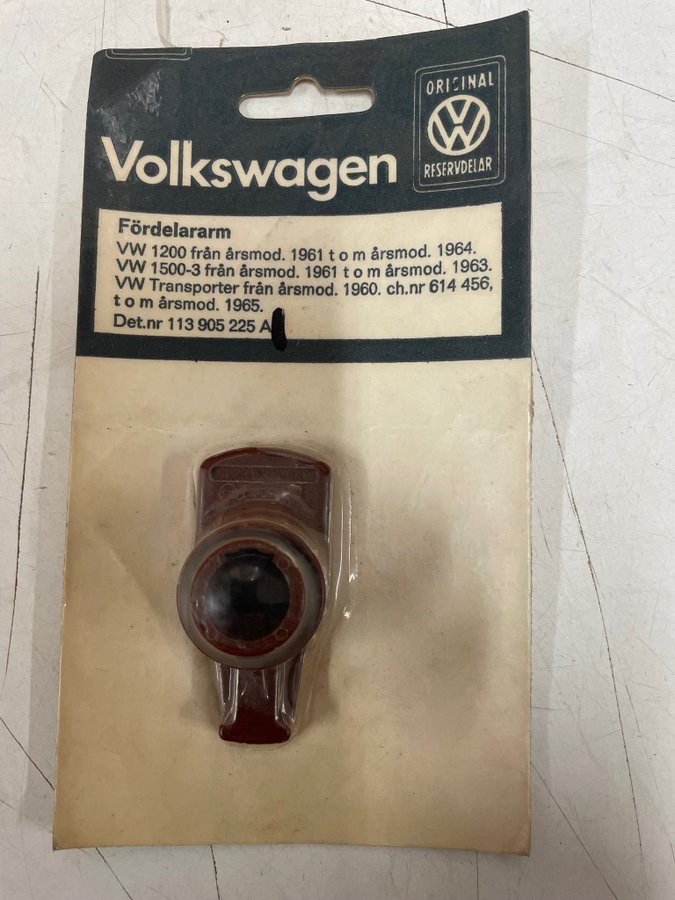 ORIGINAL
RESERVDELAR
Volkswagen
Fördelararm
VW 1200 från årsmod. 1961 t o m årsmod. 1964.
VW 1500-3 från årsmod. 1961 t o m årsmod. 1963.
VW Transporter från årsmod. 1960. ch.nr 614 456,
t o m årsmod. 1965.
Det.nr 113 905 225 A